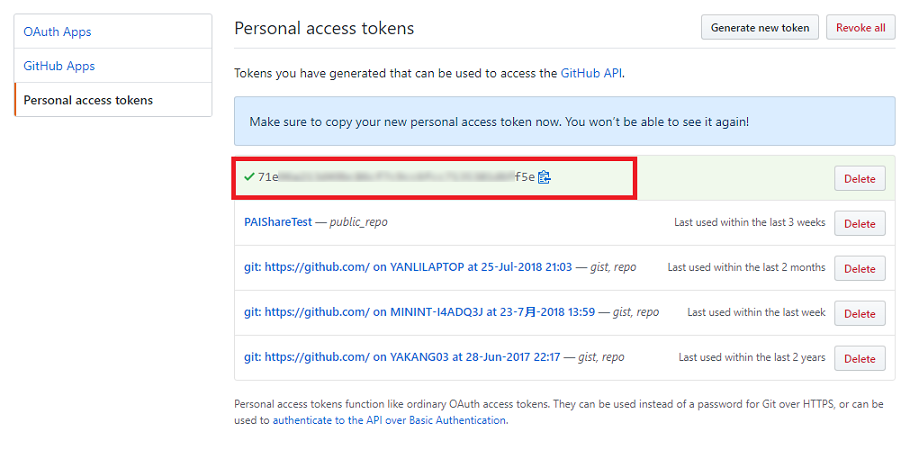 OAuth Apps
GitHub Apps
Personal access tokens
Personal access tokens
Generate new token
Revoke all
Tokens you have generated that can be used to access the GitHub API.
Make sure to copy your new personal access token now. You won't be able to see it again!
71e
f5e
Delete
PAIShareTest — public_repo
Last used within the last 3 weeks
Delete
git: https://github.com/ on YANLILAPTOP at 25-Jul-2018 21:03 — gist, repo
Last used within the last 2 months
Delete
git: https://github.com/ on MININT-I4ADQ3J at 23-7月-2018 13:59 — gist, repo
Last used within the last week
Delete
git: https://github.com/ on YAKANG03 at 28-Jun-2017 22:17 — gist, repo
Last used within the last 2 years
Delete
Personal access tokens function like ordinary OAuth access tokens. They can be used instead of a password for Git over HTTPS, or can be
used to authenticate to the API over Basic Authentication.